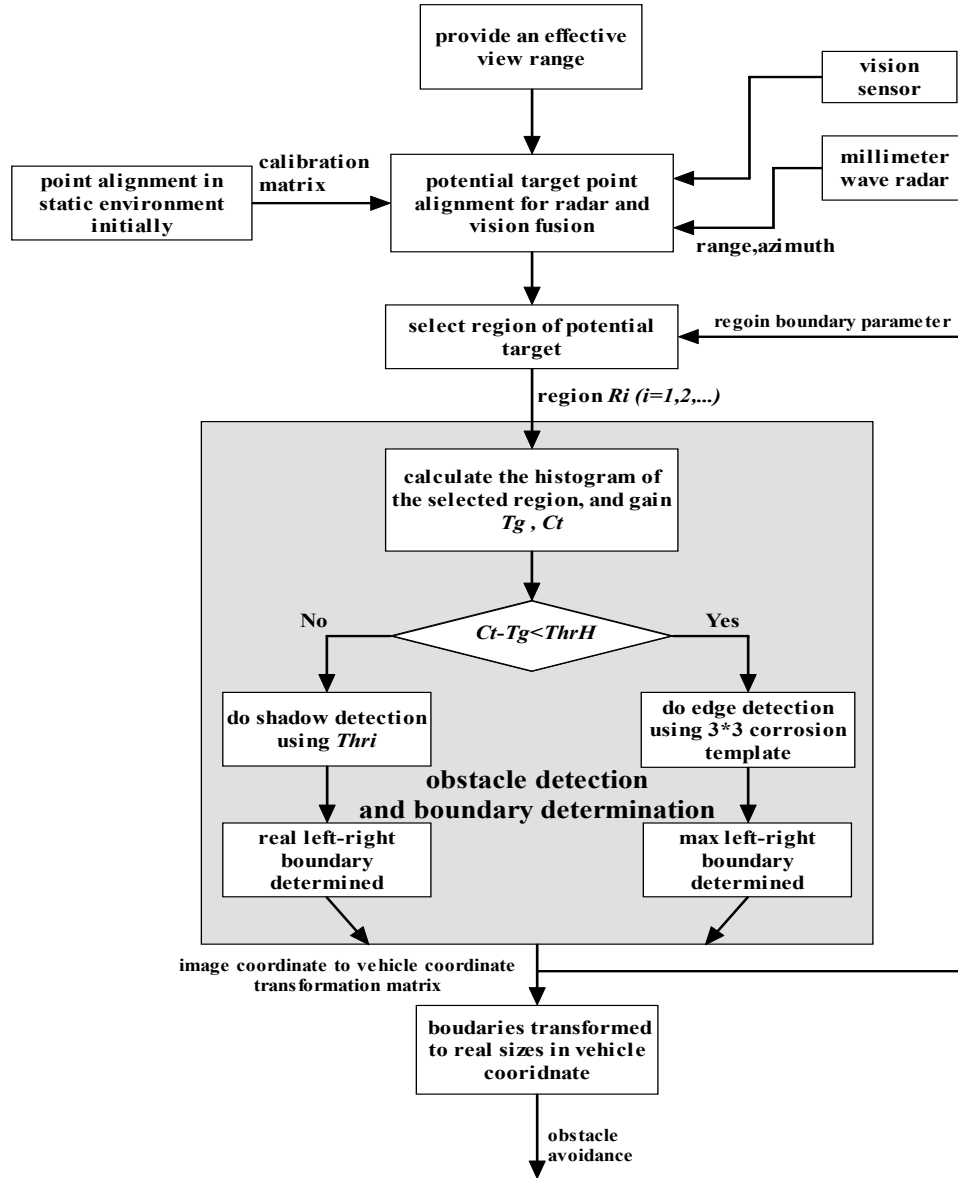 provide an effective
view range
vision
sensor
millimeter
wave radar
calibration
matrix
point alignment in
static environment
initially
potential target point
alignment for radar and
vision fusion
range,azimuth
select region of potential
target
regoin boundary parameter
region Ri (i=1,2,...)
calculate the histogram of
the selected region, and gain
Tg , Ct
No
Yes
Ct-Tg<ThrH
do shadow detection
using Thri
do edge detection
using 3*3 corrosion
template
obstacle detection
and boundary determination
real left-right
boundary
determined
max left-right
boundary
determined
image coordinate to vehicle coordinate
transformation matrix
boudaries transformed
to real sizes in vehicle
cooridnate
obstacle
avoidance